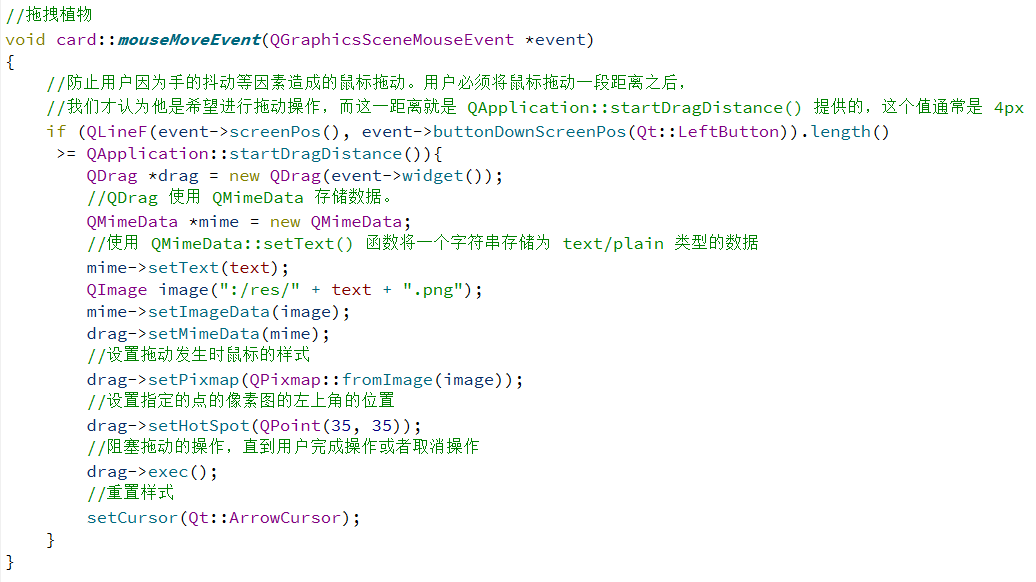 //拖拽植物
void card::mouseMoveEvent(QGraphicsSceneMouseEvent *event)
{
    //防止用户因为手的抖动等因素造成的鼠标拖动。用户必须将鼠标拖动一段距离之后，
    //我们才认为他是希望进行拖动操作，而这一距离就是 QApplication::startDragDistance() 提供的，这个值通常是 4px
    if (QLineF(event->screenPos(), event->buttonDownScreenPos(Qt::LeftButton)).length()
     >= QApplication::startDragDistance()){
        QDrag *drag = new QDrag(event->widget());
        //QDrag 使用 QMimeData 存储数据。
        QMimeData *mime = new QMimeData;
        //使用 QMimeData::setText() 函数将一个字符串存储为 text/plain 类型的数据
        mime->setText(text);
        QImage image(":/res/" + text + ".png");
        mime->setImageData(image);
        drag->setMimeData(mime);
        //设置拖动发生时鼠标的样式
        drag->setPixmap(QPixmap::fromImage(image));
        //设置指定的点的像素图的左上角的位置
        drag->setHotSpot(QPoint(35, 35));
        //阻塞拖动的操作，直到用户完成操作或者取消操作
        drag->exec();
        //重置样式
        setCursor(Qt::ArrowCursor);
    }
}